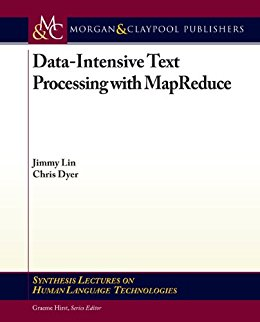 M
&C
MORGAN & CLAYPOOL PUBLISHERS
Data-Intensive Text
Processing with MapReduce
Jimmy Lin
Chris Dyer
SYNTHESIS LECTURES ON
HUMAN LANGUAGE TECHNOLOGIES
Graeme Hirst, Series Editor